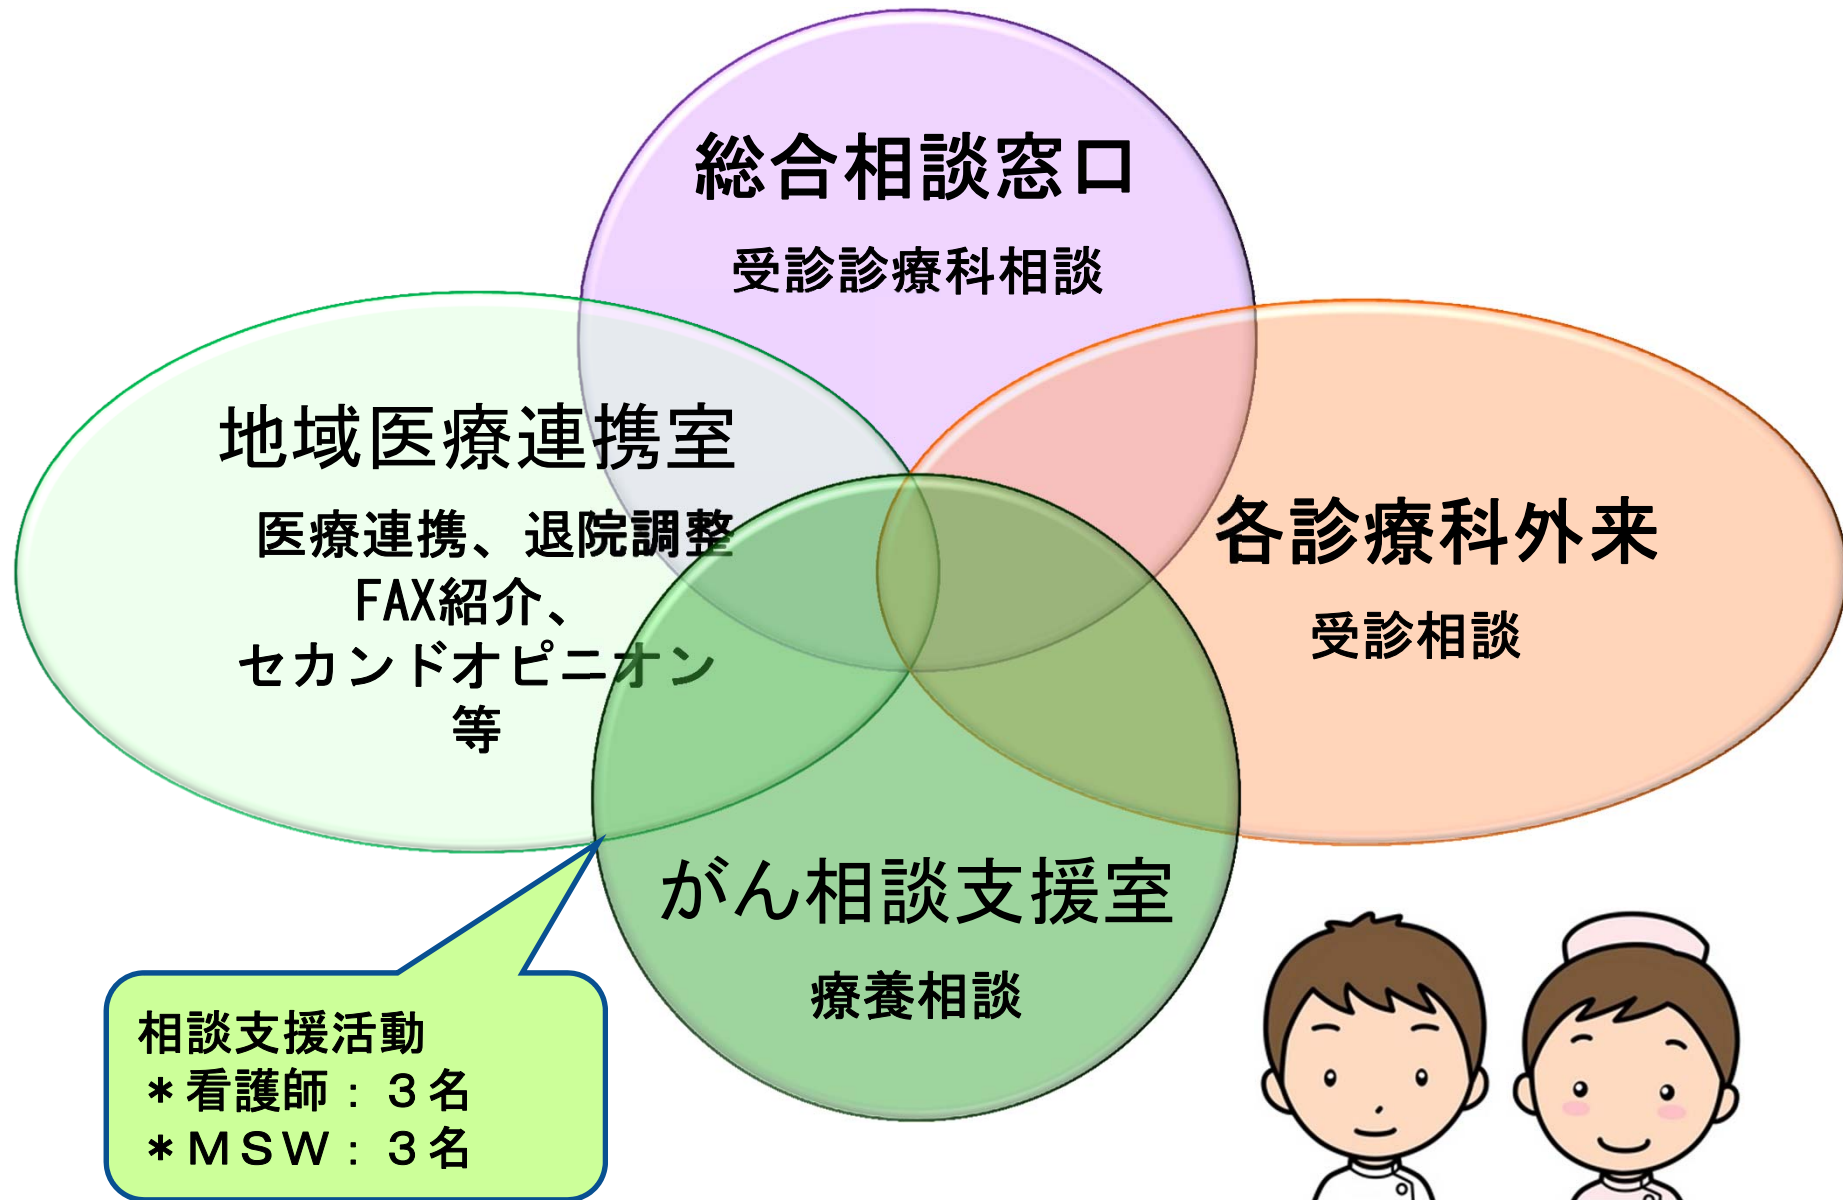 総合相談窓口
受診診療科相談
地域医療連携室
医療連携、退院調整
FAX紹介、
セカンドオピニオン
等
各診療科外来
受診相談
がん相談支援室
療養相談
相談支援活動
＊看護師：３名
＊ＭＳＷ：３名